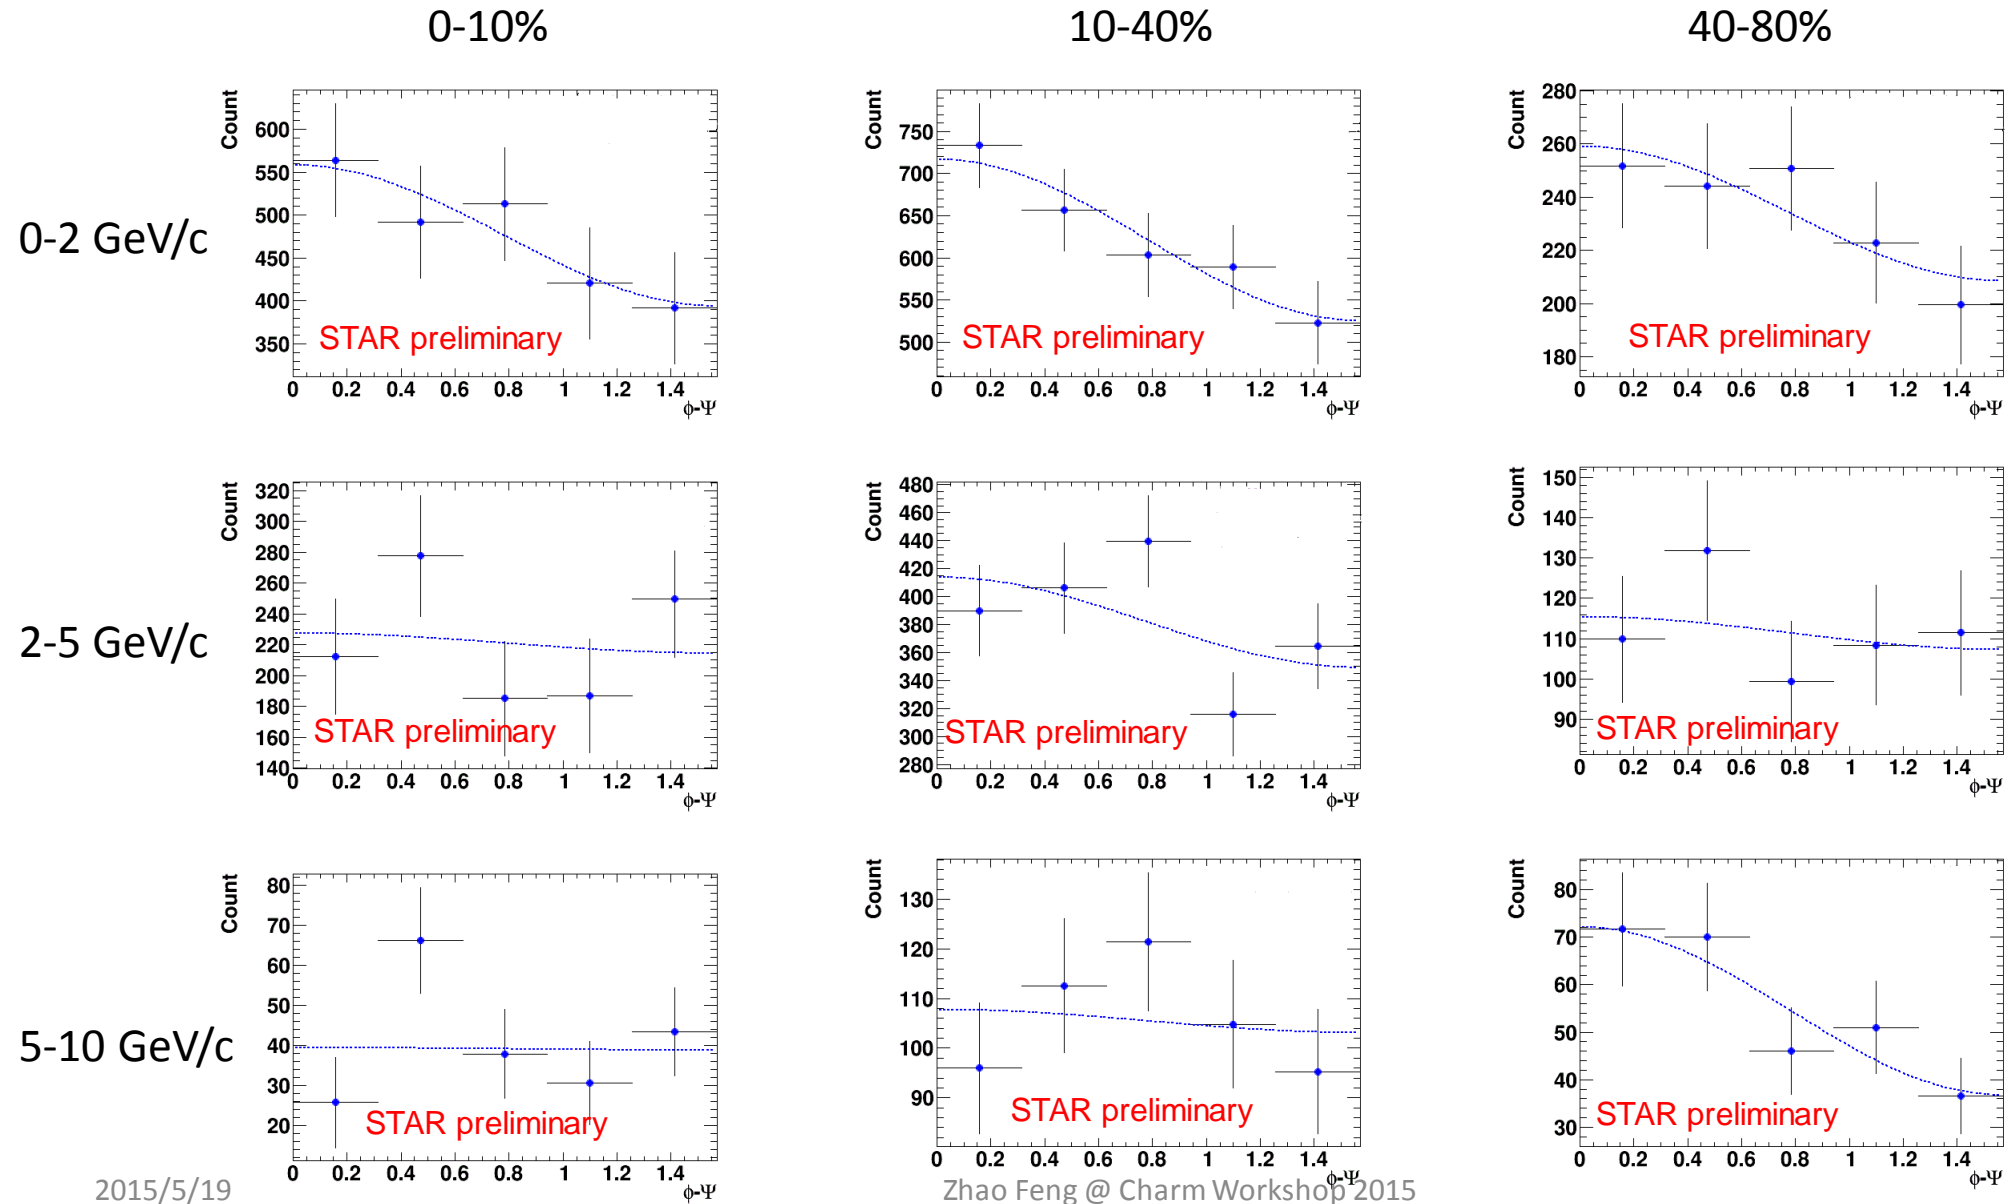 0-10%
10-40%
40-80%
0-2 GeV/c
Count
600
550
500
450
400
350
0 0.2 0.4 0.6 0.8 1 1.2 1.4
ϕ-Ψ
STAR preliminary
Count
750
700
650
600
550
500
0 0.2 0.4 0.6 0.8 1 1.2 1.4
ϕ-Ψ
STAR preliminary
Count
280
260
240
220
200
180
0 0.2 0.4 0.6 0.8 1 1.2 1.4
ϕ-Ψ
STAR preliminary
2-5 GeV/c
Count
320
300
280
260
240
220
200
180
160
140
0 0.2 0.4 0.6 0.8 1 1.2 1.4
ϕ-Ψ
STAR preliminary
Count
480
460
440
420
400
380
360
340
320
300
280
0 0.2 0.4 0.6 0.8 1 1.2 1.4
ϕ-Ψ
STAR preliminary
Count
150
140
130
120
110
100
90
0 0.2 0.4 0.6 0.8 1 1.2 1.4
ϕ-Ψ
STAR preliminary
5-10 GeV/c
Count
80
70
60
50
40
30
20
0 0.2 0.4 0.6 0.8 1 1.2 1.4
ϕ-Ψ
STAR preliminary
Count
130
120
110
100
90
0 0.2 0.4 0.6 0.8 1 1.2 1.4
ϕ-Ψ
STAR preliminary
Count
80
70
60
50
40
30
0 0.2 0.4 0.6 0.8 1 1.2 1.4
ϕ-Ψ
STAR preliminary
2015/5/19
Zhao Feng @ Charm Workshop 2015